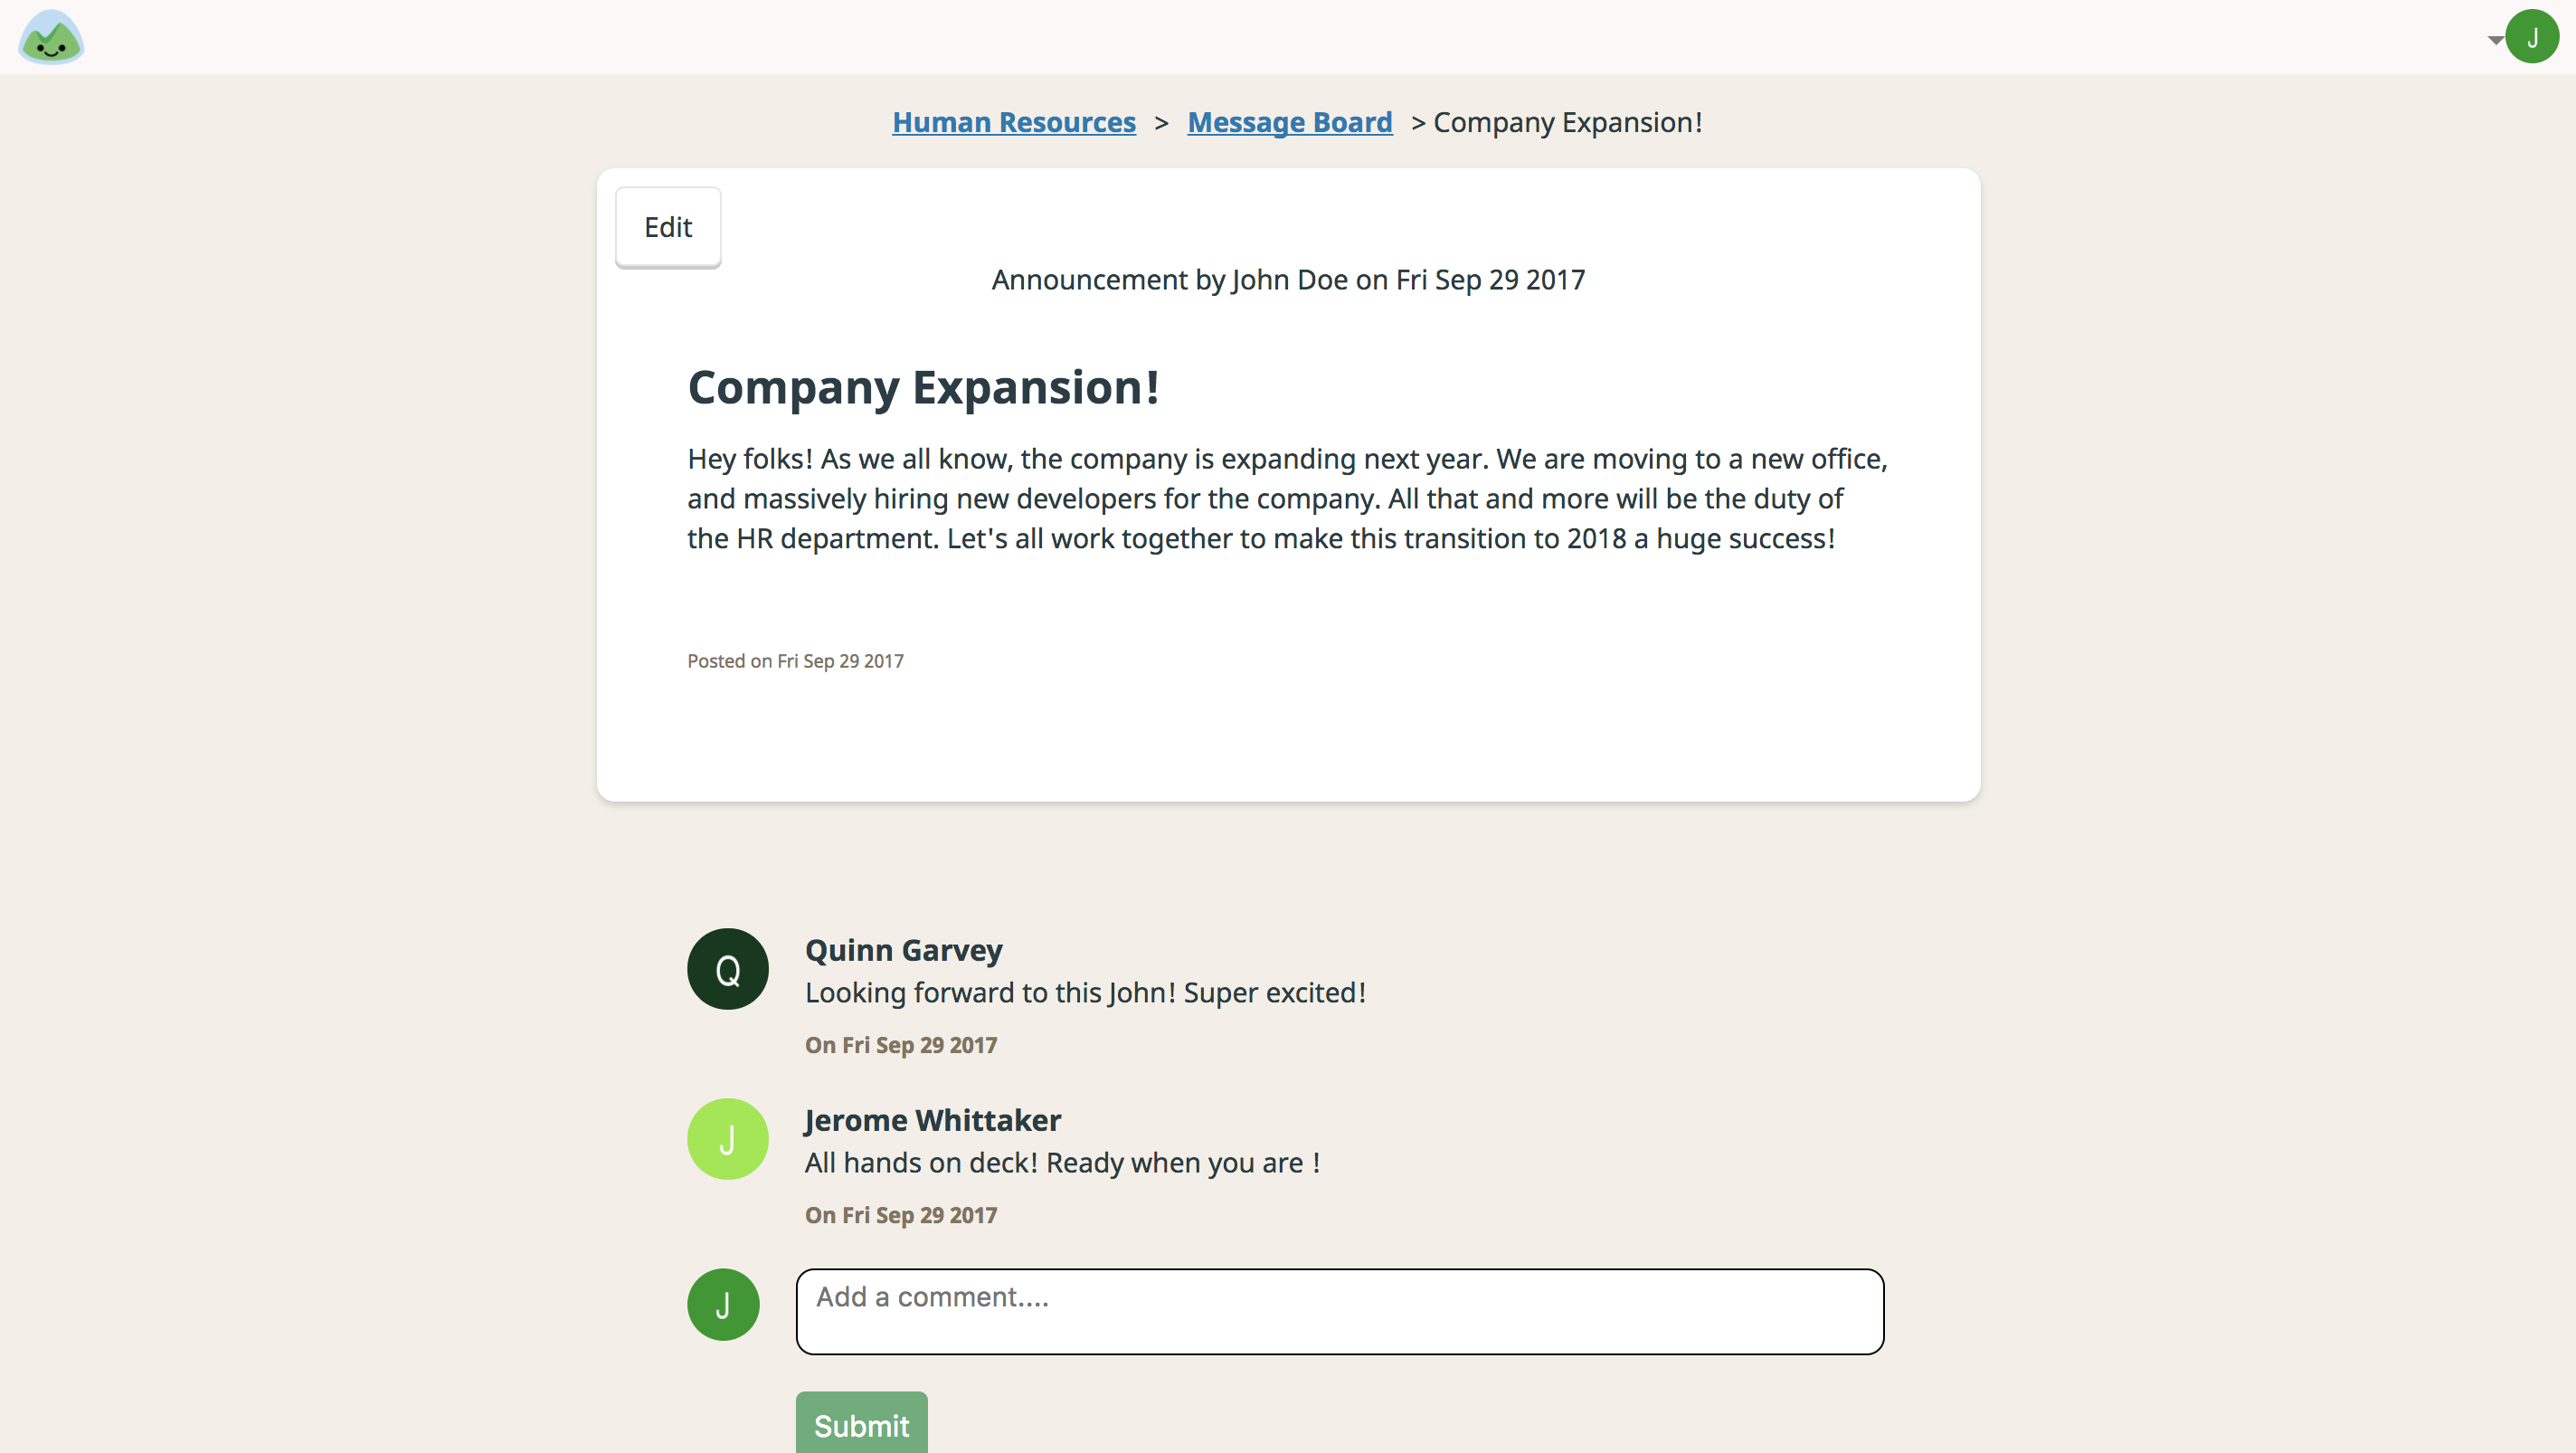 J
Human Resources > Message Board > Company Expansion!
Edit
Announcement by John Doe on Fri Sep 29 2017
Company Expansion!
Hey folks! As we all know, the company is expanding next year. We are moving to a new office,
and massively hiring new developers for the company. All that and more will be the duty of
the HR department. Let's all work together to make this transition to 2018 a huge success!
Posted on Fri Sep 29 2017
Q
Quinn Garvey
Looking forward to this John! Super excited!
On Fri Sep 29 2017
J
Jerome Whittaker
All hands on deck! Ready when you are !
On Fri Sep 29 2017
J
Add a comment....
Submit